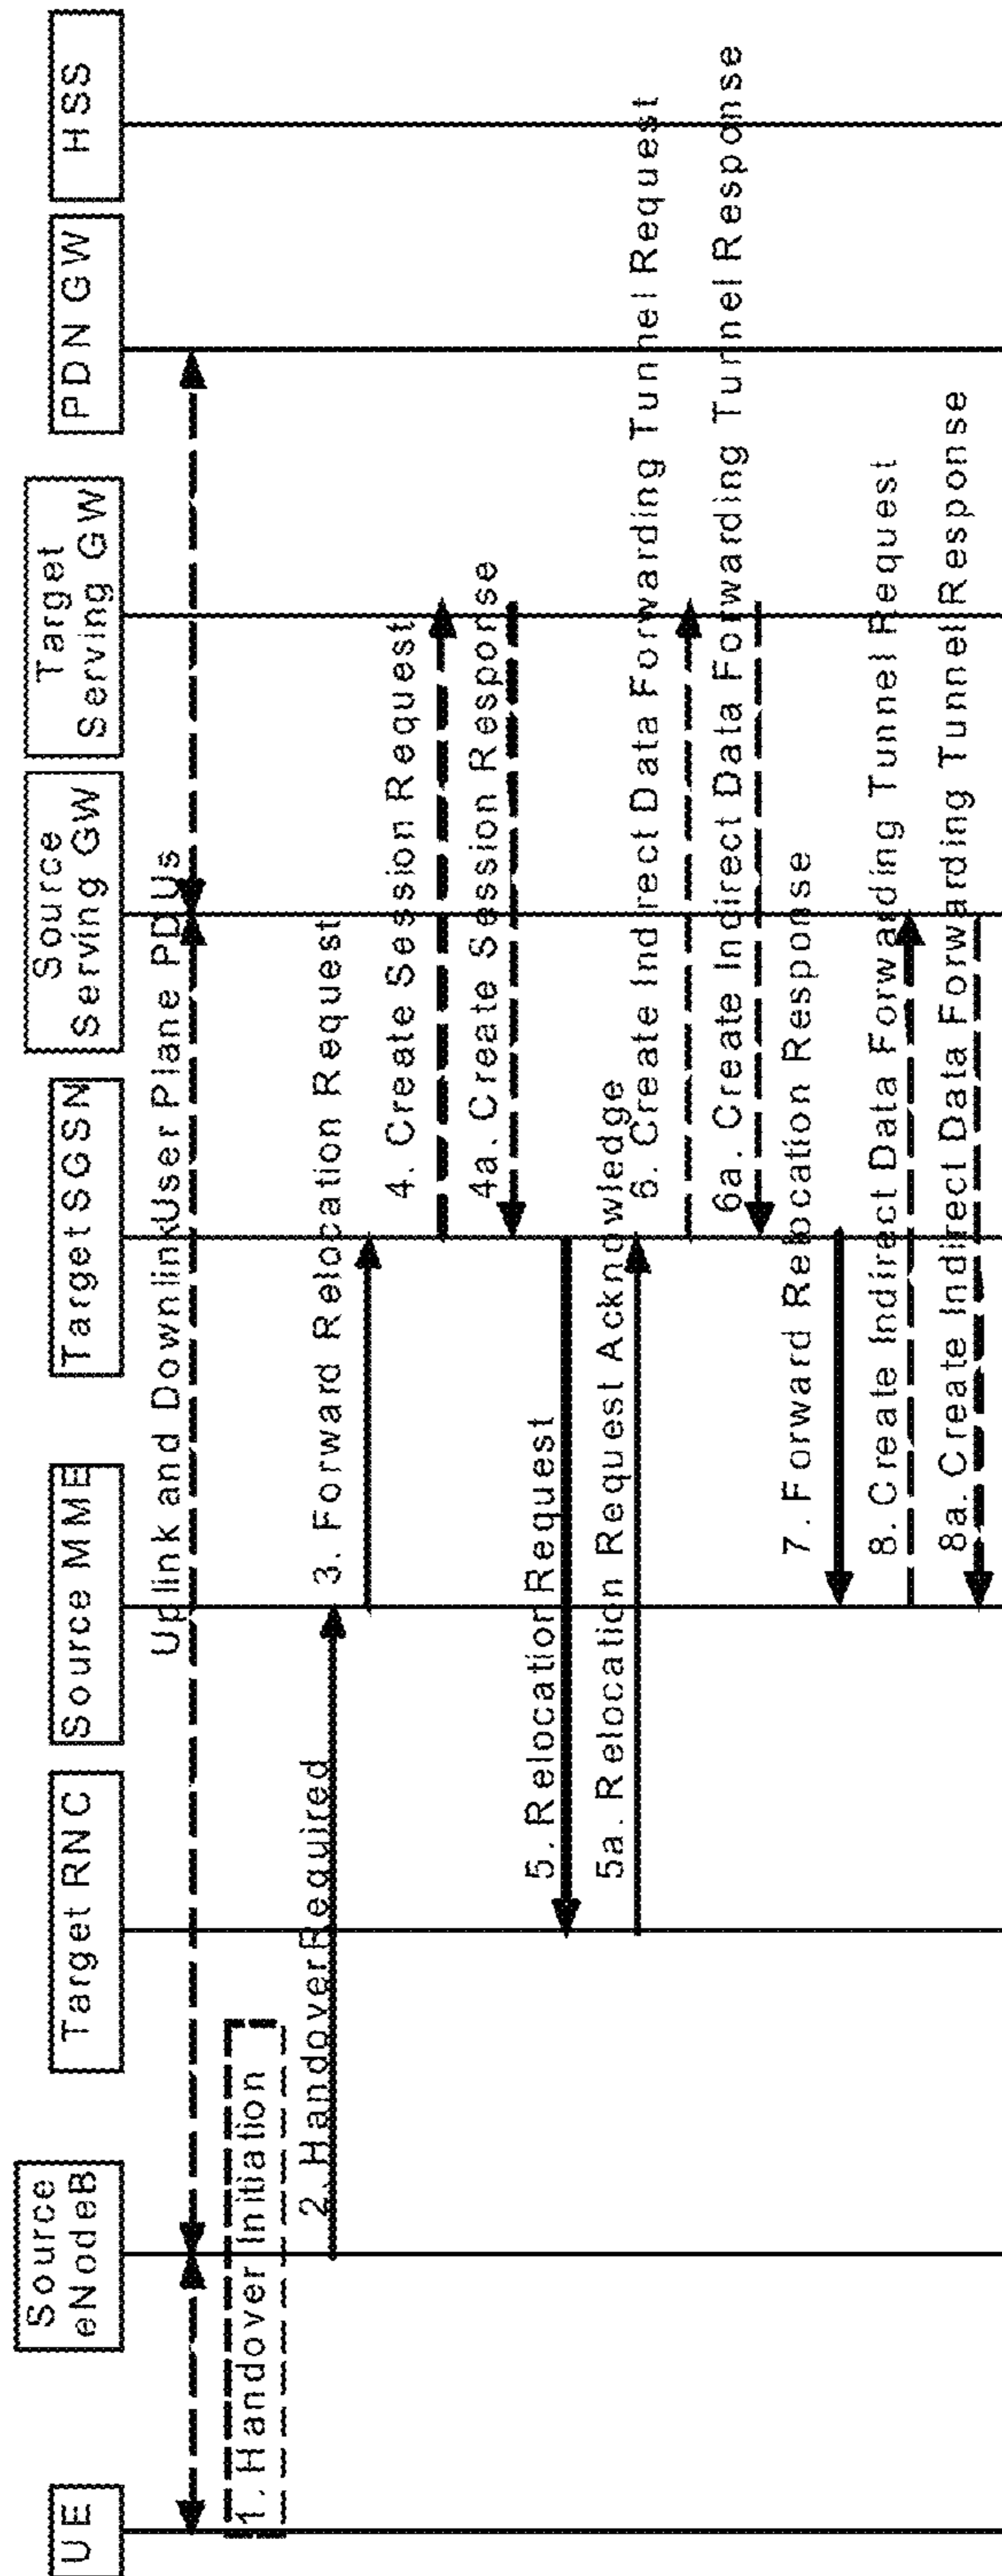 UE
Source
eNodeB
Target RNC
Source MME
Target SGSN
Source
Serving GW
Target
Serving GW
PDN GW
HSS
Uplink and Downlink User Plane PDUs
1. Handover Initiation
2. Handover Required
3. Forward Relocation Request
4. Create Session Request
4a. Create Session Response
5. Relocation Request
5a. Relocation Request Acknowledge
6. Create Indirect Data Forwarding Tunnel Request
6a. Create Indirect Data Forwarding Tunnel Response
7. Forward Relocation Response
8. Create Indirect Data Forwarding Tunnel Request
8a. Create Indirect Data Forwarding Tunnel Response